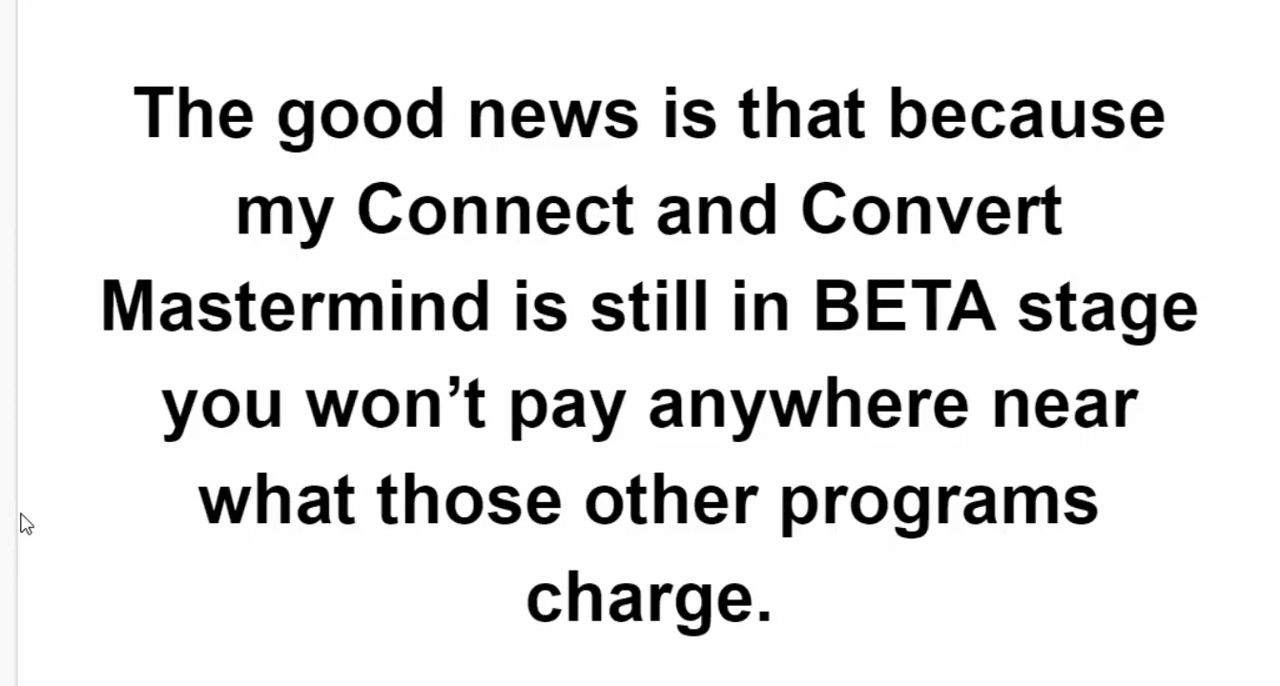 The good news is that because
my Connect and Convert
Mastermind is still in BETA stage
you won’t pay anywhere near
what those other programs
charge.